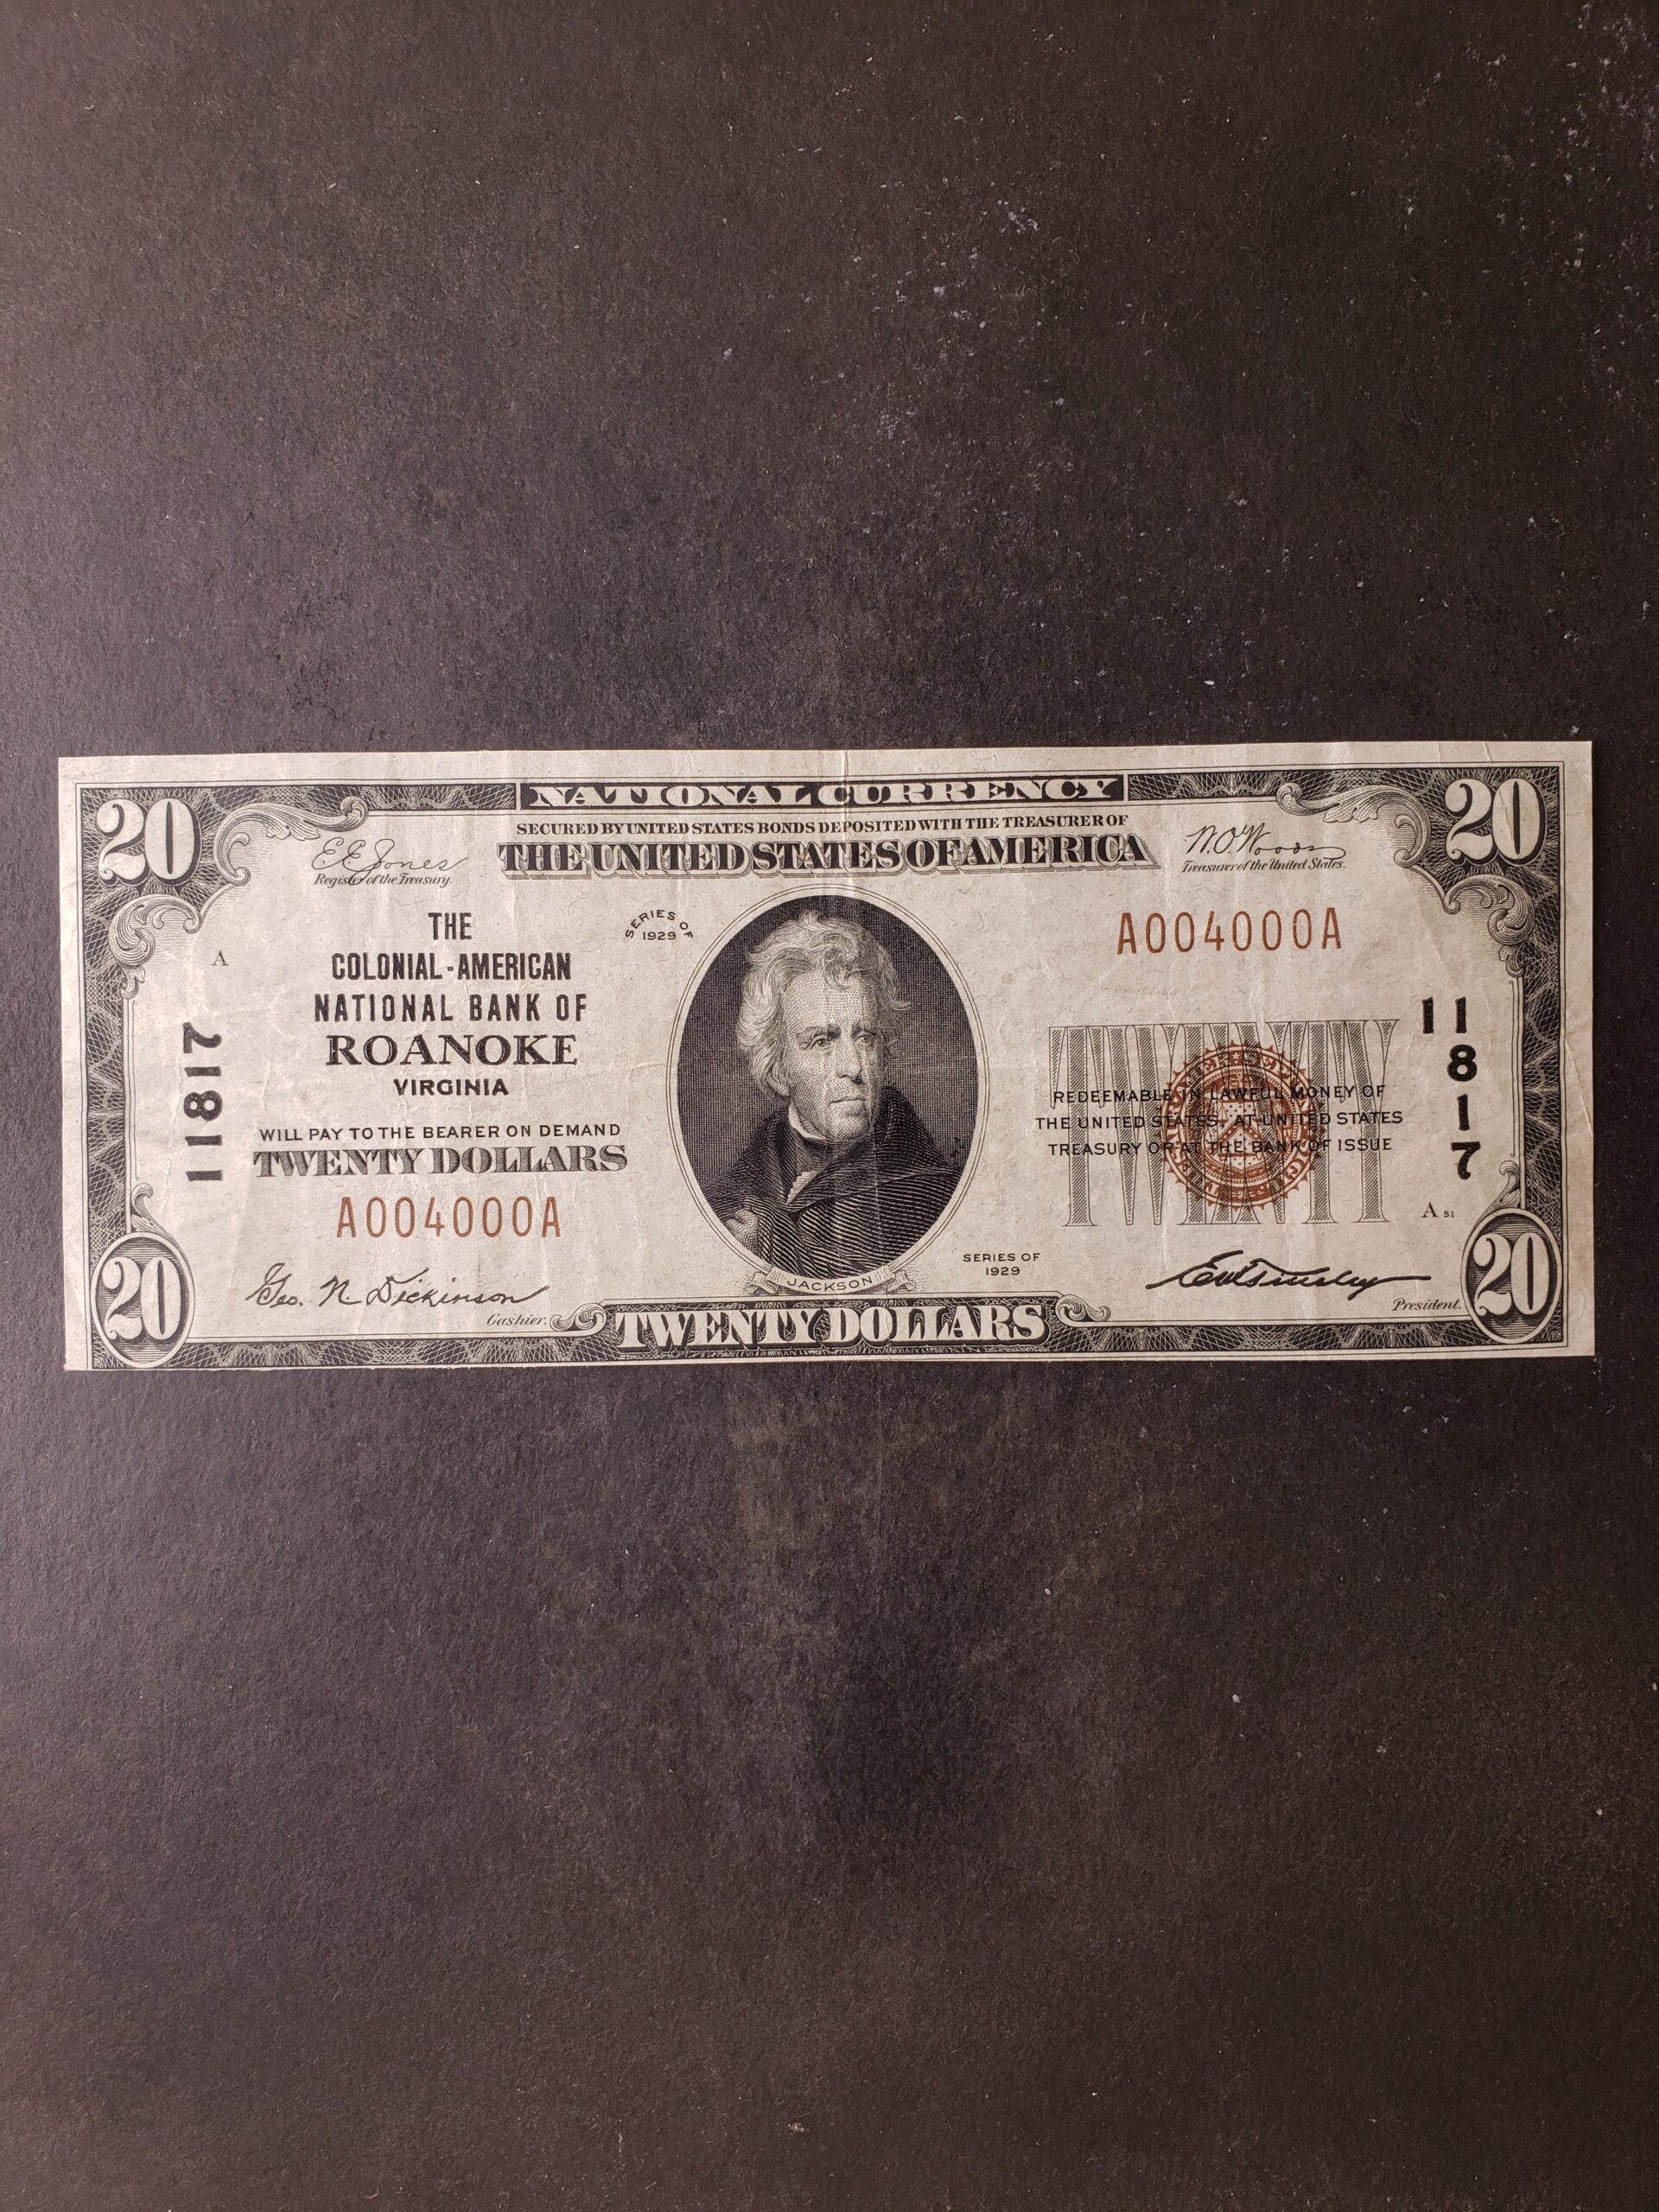 NATIONAL CURRENCY
SECURED BY UNITED STATES BONDS DEPOSITED WITH THE TREASURER OF
THE UNITED STATES OF AMERICA
20
20
E E Jones
Register of the Treasury.
W. O. Woods
Treasurer of the United States.
THE
COLONIAL-AMERICAN
NATIONAL BANK OF
ROANOKE
VIRGINIA
SERIES OF
1929
A004000A
A
11817
11817
WILL PAY TO THE BEARER ON DEMAND
TWENTY DOLLARS
A004000A
TWENTY
REDEEMABLE IN LAWFUL MONEY OF
THE UNITED STATES, AT UNITED STATES
TREASURY OR AT THE BANK OF ISSUE
A 51
SERIES OF
1929
JACKSON
Geo. N Dickinson
Cashier.
President.
20
TWENTY DOLLARS
20